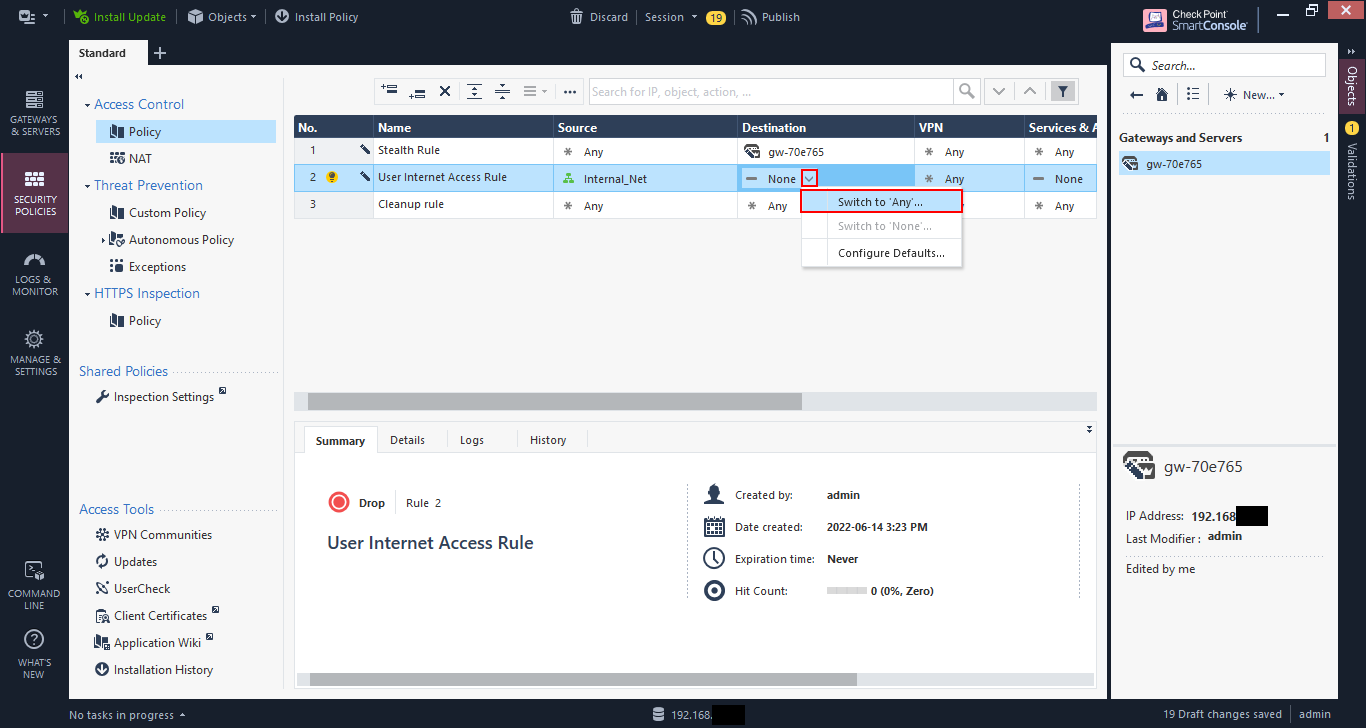 Install Update
Objects
Install Policy
Discard
Session
19
Publish
Check Point
SmartConsole
Standard
GATEWAYS
& SERVERS
SECURITY
POLICIES
LOGS &
MONITOR
MANAGE &
SETTINGS
COMMAND
LINE
WHAT'S
NEW
Access Control
Policy
NAT
Threat Prevention
Custom Policy
Autonomous Policy
Exceptions
HTTPS Inspection
Policy
Shared Policies
Inspection Settings
Access Tools
VPN Communities
Updates
UserCheck
Client Certificates
Application Wiki
Installation History
Search for IP, object, action, ...
No. Name Source Destination VPN Services & A
1 Stealth Rule Any gw-70e765 Any Any
2 User Internet Access Rule Internal_Net None Any None
3 Cleanup rule Any Any Any
Switch to 'Any'...
Switch to 'None'...
Configure Defaults...
Summary Details Logs History
Drop Rule 2
User Internet Access Rule
Created by: admin
Date created: 2022-06-14 3:23 PM
Expiration time: Never
Hit Count: 0 (0%, Zero)
Search...
New...
Gateways and Servers 1
gw-70e765
gw-70e765
IP Address: 192.168
Last Modifier : admin
Edited by me
Objects
1
Validations
No tasks in progress
192.168.
19 Draft changes saved
admin